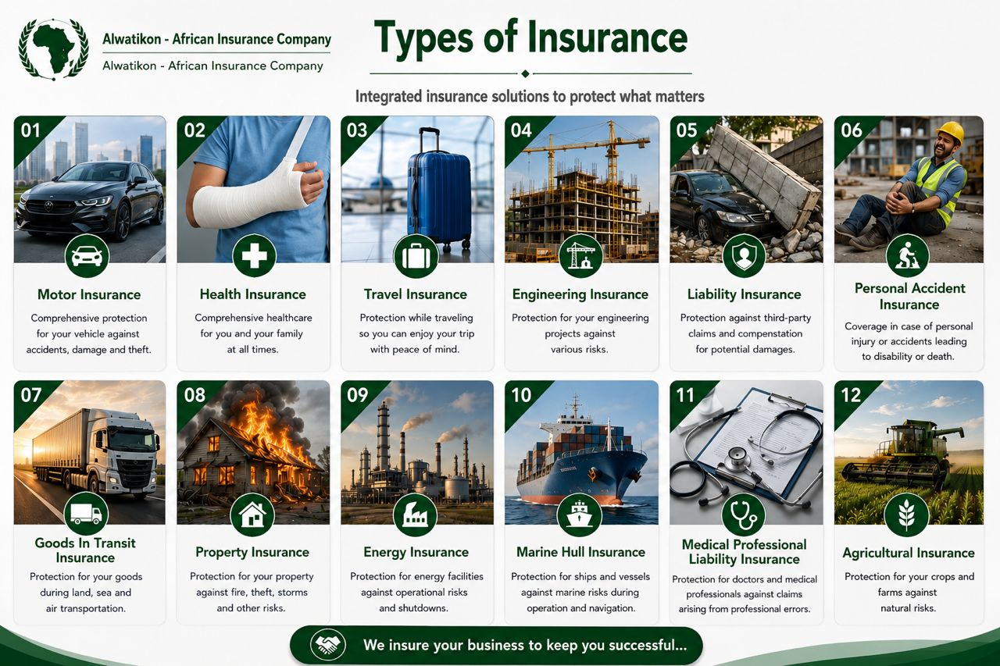 Alwatikon - African Insurance Company
Alwatikon - African Insurance Company
Types of Insurance
Integrated insurance solutions to protect what matters
01
Motor Insurance
Comprehensive protection
for your vehicle against
accidents, damage and theft.
02
Health Insurance
Comprehensive healthcare
for you and your family
at all times.
03
Travel Insurance
Protection while traveling
so you can enjoy your trip
with peace of mind.
04
Engineering Insurance
Protection for your engineering
projects against
various risks.
05
Liability Insurance
Protection against third-party
claims and compenstation
for potential damages.
06
Personal Accident
Insurance
Coverage in case of personal
injury or accidents leading
to disability or death.
07
Goods In Transit
Insurance
Protection for your goods
during land, sea and
air transportation.
08
Property Insurance
Protection for your property
against fire, theft, storms
and other risks.
09
Energy Insurance
Protection for energy facilities
against operational risks
and shutdowns.
10
Marine Hull Insurance
Protection for ships and vessels
against marine risks during
operation and navigation.
11
Medical Professional
Liability Insurance
Protection for doctors and medical
professionals against claims
arising from professional errors.
12
Agricultural Insurance
Protection for your crops and
farms against
natural risks.
We insure your business to keep you successful...